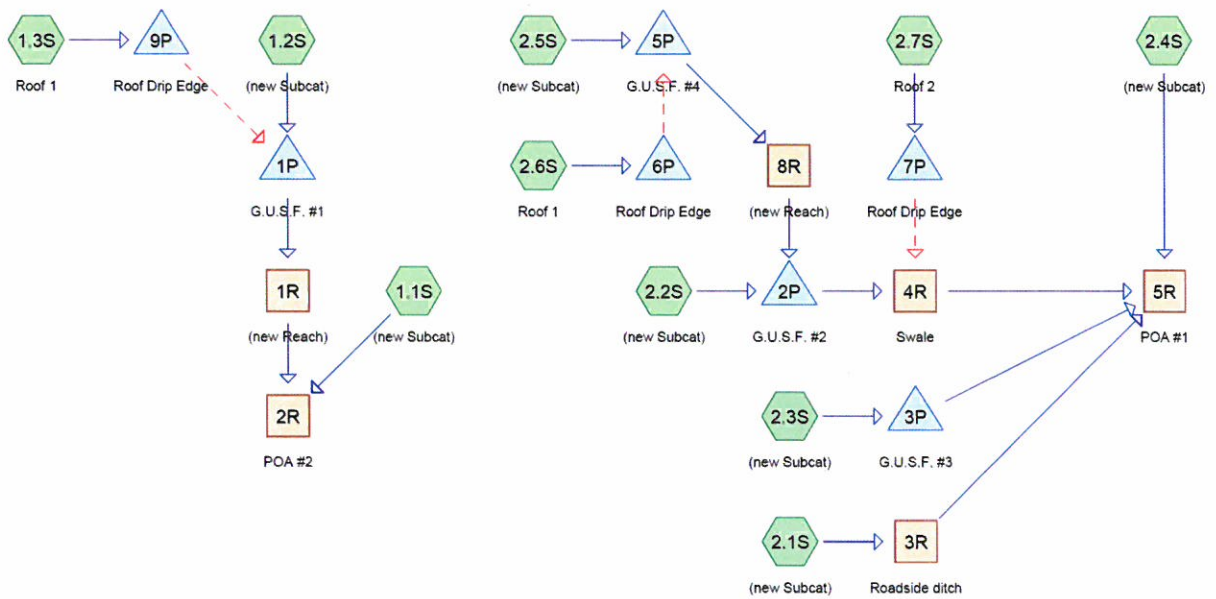 1.3S
9P
1.2S
2.5S
5P
2.7S
2.4S
Roof 1
Roof Drip Edge
(new Subcat)
(new Subcat)
G.U.S.F. #4
Roof 2
(new Subcat)
1P
2.6S
6P
8R
7P
G.U.S.F. #1
Roof 1
Roof Drip Edge
(new Reach)
Roof Drip Edge
1R
1.1S
2.2S
2P
4R
5R
(new Reach)
(new Subcat)
(new Subcat)
G.U.S.F. #2
Swale
POA #1
2R
2.3S
3P
POA #2
(new Subcat)
G.U.S.F. #3
2.1S
3R
(new Subcat)
Roadside ditch